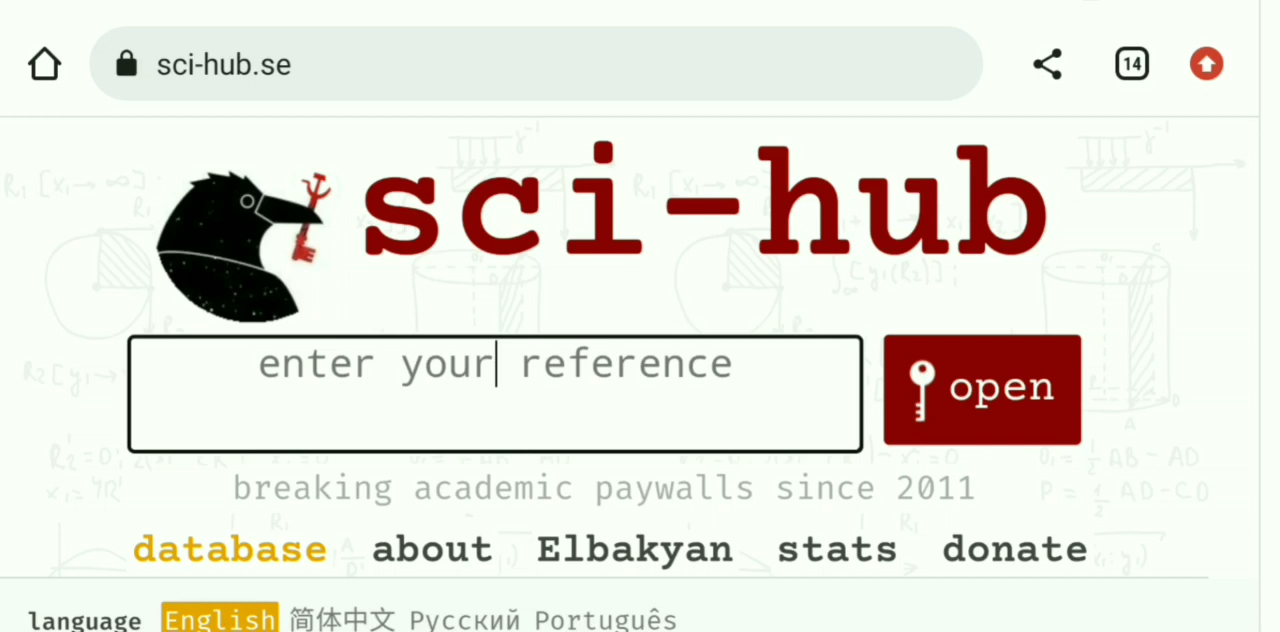 sci-hub.se
14
sci-hub
enter your reference
open
breaking academic paywalls since 2011
database about Elbakyan stats donate
language English 简体中文 Русский Português